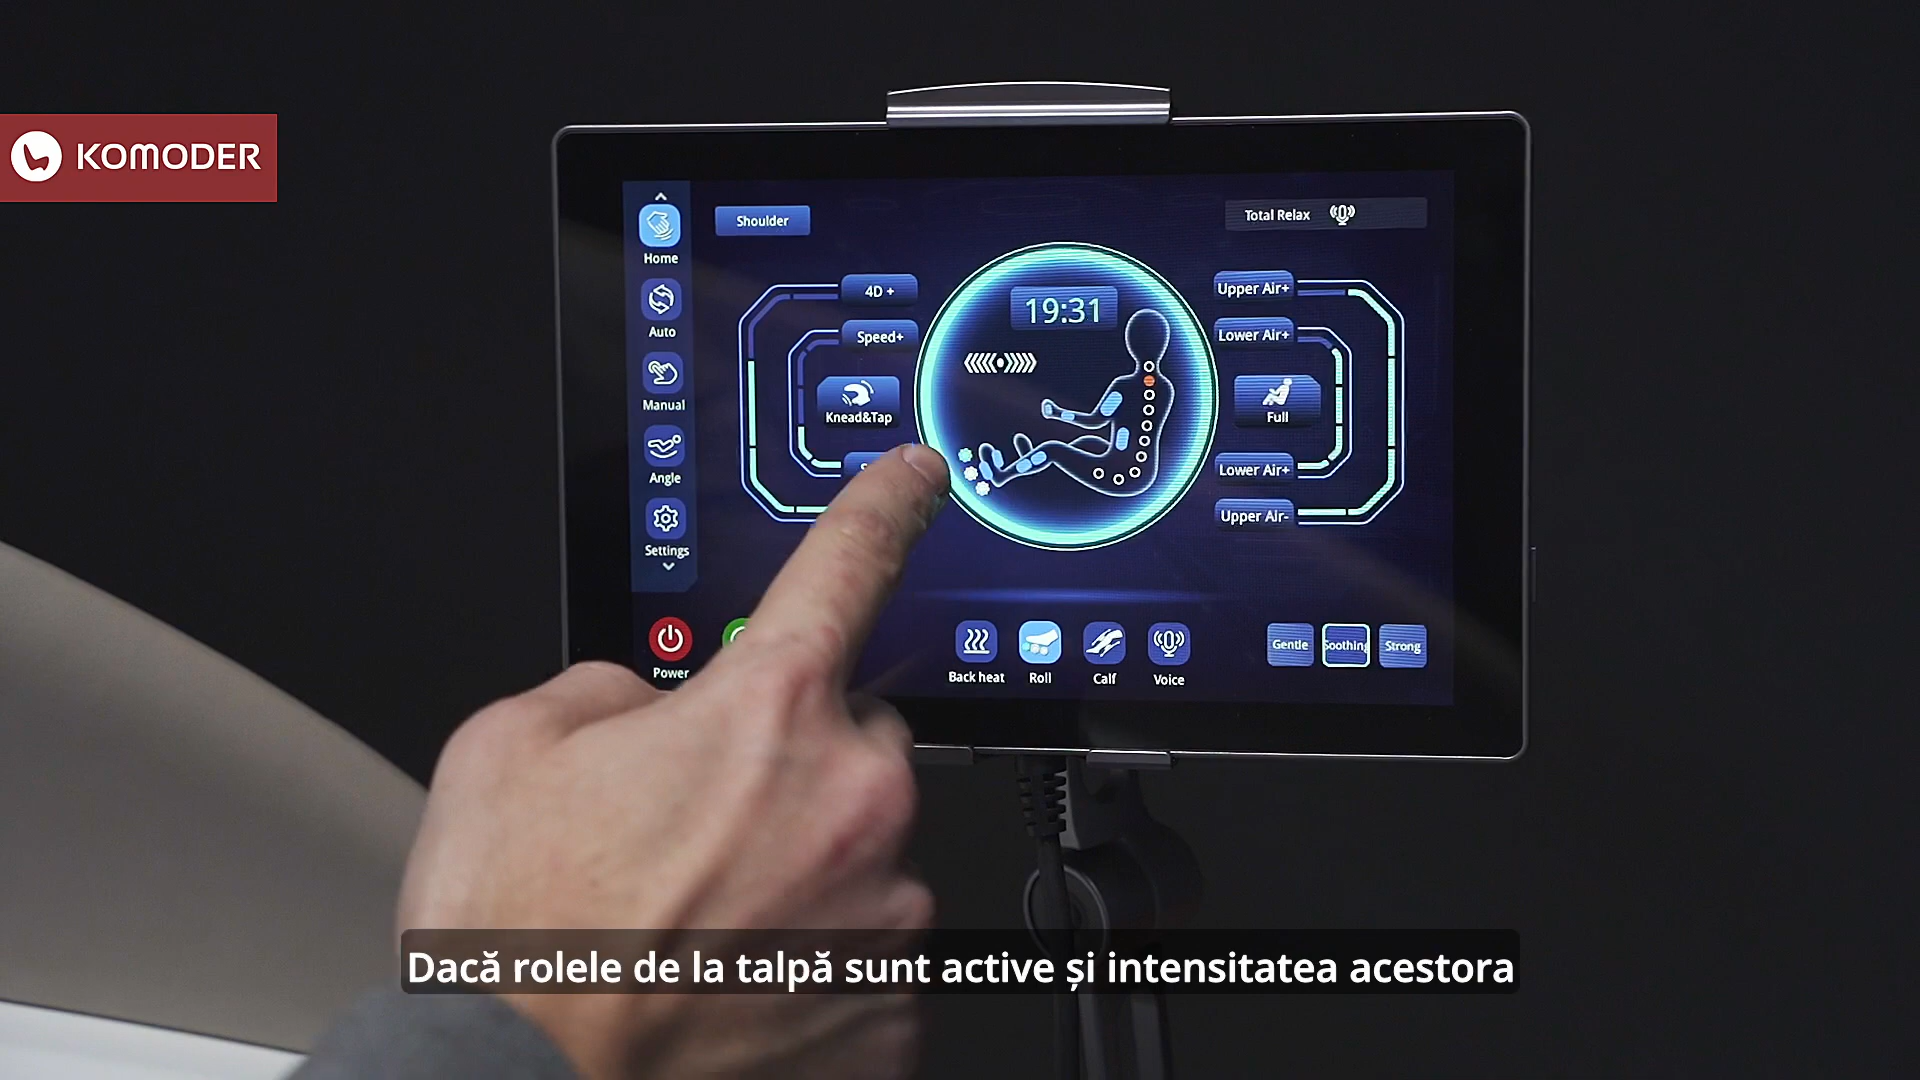 KOMODER
Shoulder
Total Relax
Home
Auto
Manual
Angle
Settings
4D +
Speed+
Knead&Tap
19:31
Upper Air+
Lower Air+
Full
Lower Air+
Upper Air-
Power
Back heat
Roll
Calf
Voice
Gentle
Soothing
Strong
Dacă rolele de la talpă sunt active și intensitatea acestora